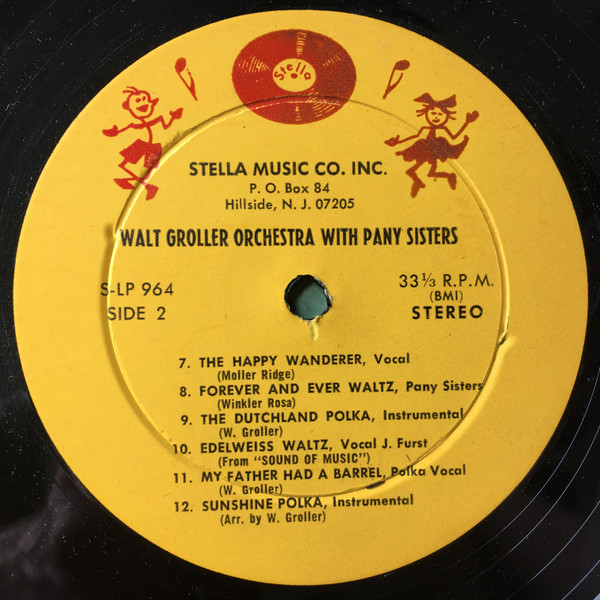 Stella
STELLA MUSIC CO. INC.
P. O. Box 84
Hillside, N. J. 07205
WALT GROLLER ORCHESTRA WITH PANY SISTERS
S-LP 964
SIDE 2
33⅓ R.P.M.
(BMI)
STEREO
7. THE HAPPY WANDERER, Vocal
(Moller Ridge)
8. FOREVER AND EVER WALTZ, Pany Sisters
(Winkler Rosa)
9. THE DUTCHLAND POLKA, Instrumental
(W. Groller)
10. EDELWEISS WALTZ, Vocal J. Furst
(From "SOUND OF MUSIC")
11. MY FATHER HAD A BARREL, Polka Vocal
(W. Groller)
12. SUNSHINE POLKA, Instrumental
(Arr. by W. Groller)